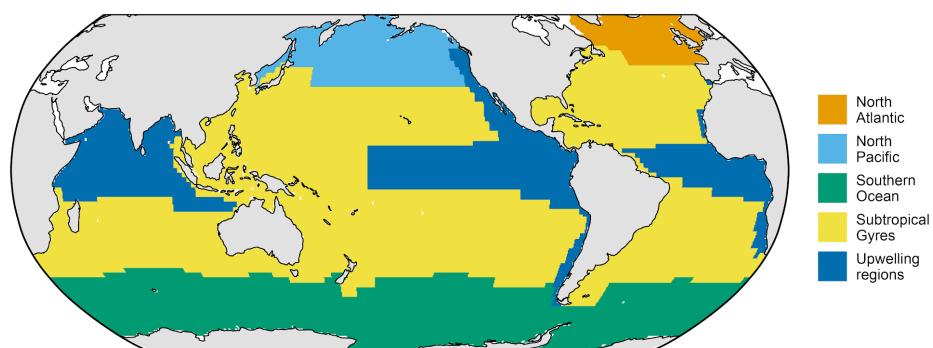 North
Atlantic
North
Pacific
Southern
Ocean
Subtropical
Gyres
Upwelling
regions